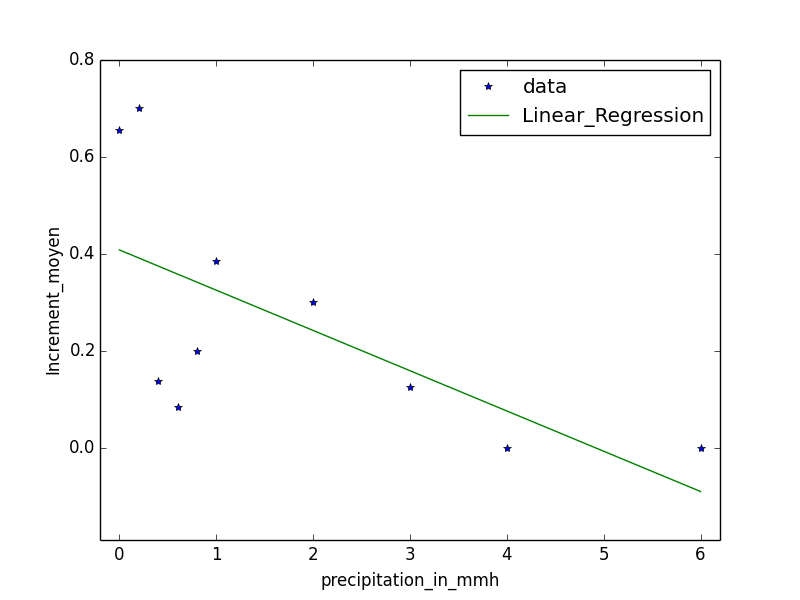 0.8
0.6
0.4
0.2
0.0
Increment_moyen
data
Linear_Regression
0 1 2 3 4 5 6
precipitation_in_mmh